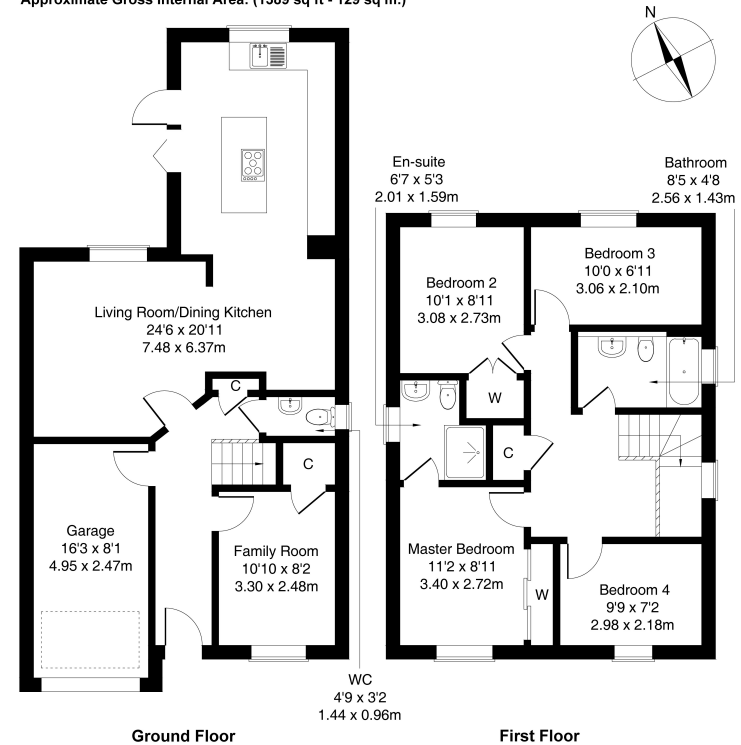 Approximate Gross Internal Area: (1389 sq ft - 129 sq m.)
N
En-suite
6'7 x 5'3
2.01 x 1.59m
Bathroom
8'5 x 4'8
2.56 x 1.43m
Bedroom 2
10'1 x 8'11
3.08 x 2.73m
Bedroom 3
10'0 x 6'11
3.06 x 2.10m
Living Room/Dining Kitchen
24'6 x 20'11
7.48 x 6.37m
C
W
C
C
Garage
16'3 x 8'1
4.95 x 2.47m
Family Room
10'10 x 8'2
3.30 x 2.48m
Master Bedroom
11'2 x 8'11
3.40 x 2.72m
W
Bedroom 4
9'9 x 7'2
2.98 x 2.18m
WC
4'9 x 3'2
1.44 x 0.96m
Ground Floor
First Floor